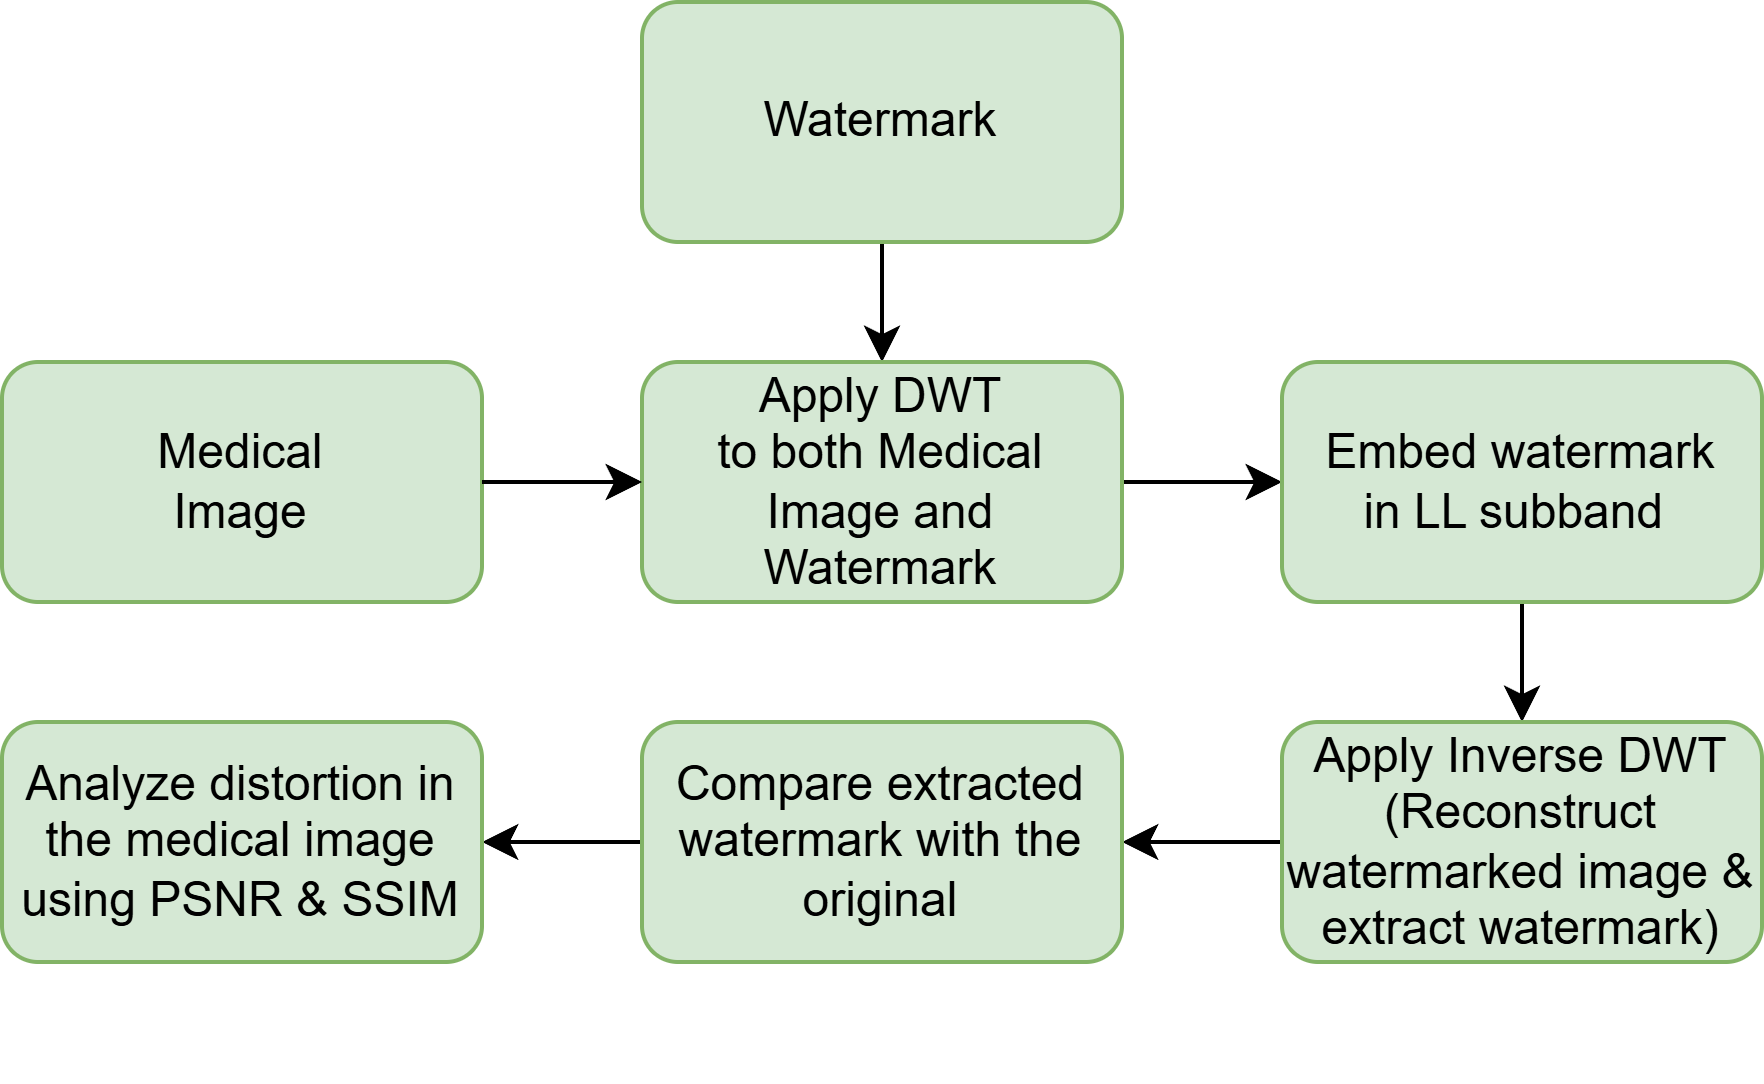 Watermark
Medical
Image
Apply DWT
to both Medical
Image and
Watermark
Embed watermark
in LL subband
Apply Inverse DWT
(Reconstruct
watermarked image &
extract watermark)
Compare extracted
watermark with the
original
Analyze distortion in
the medical image
using PSNR & SSIM